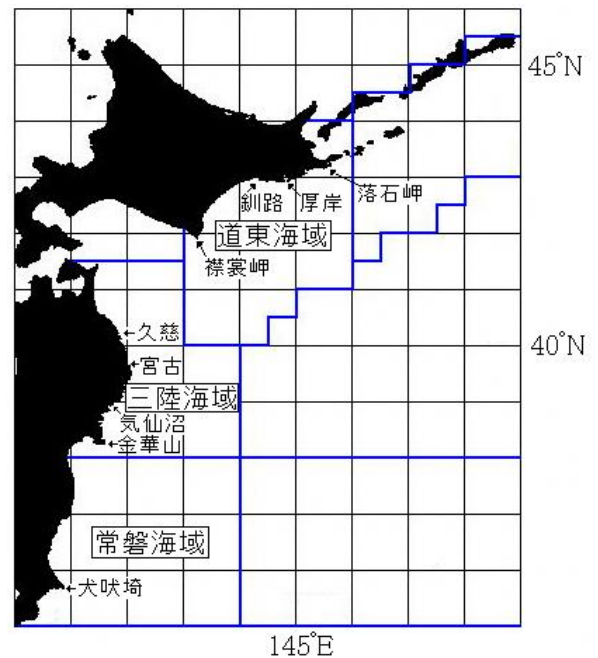 45°N
落石岬
釧路
厚岸
道東海域
襟裳岬
久慈
40°N
宮古
三陸海域
気仙沼
金華山
常磐海域
犬吠埼
145°E